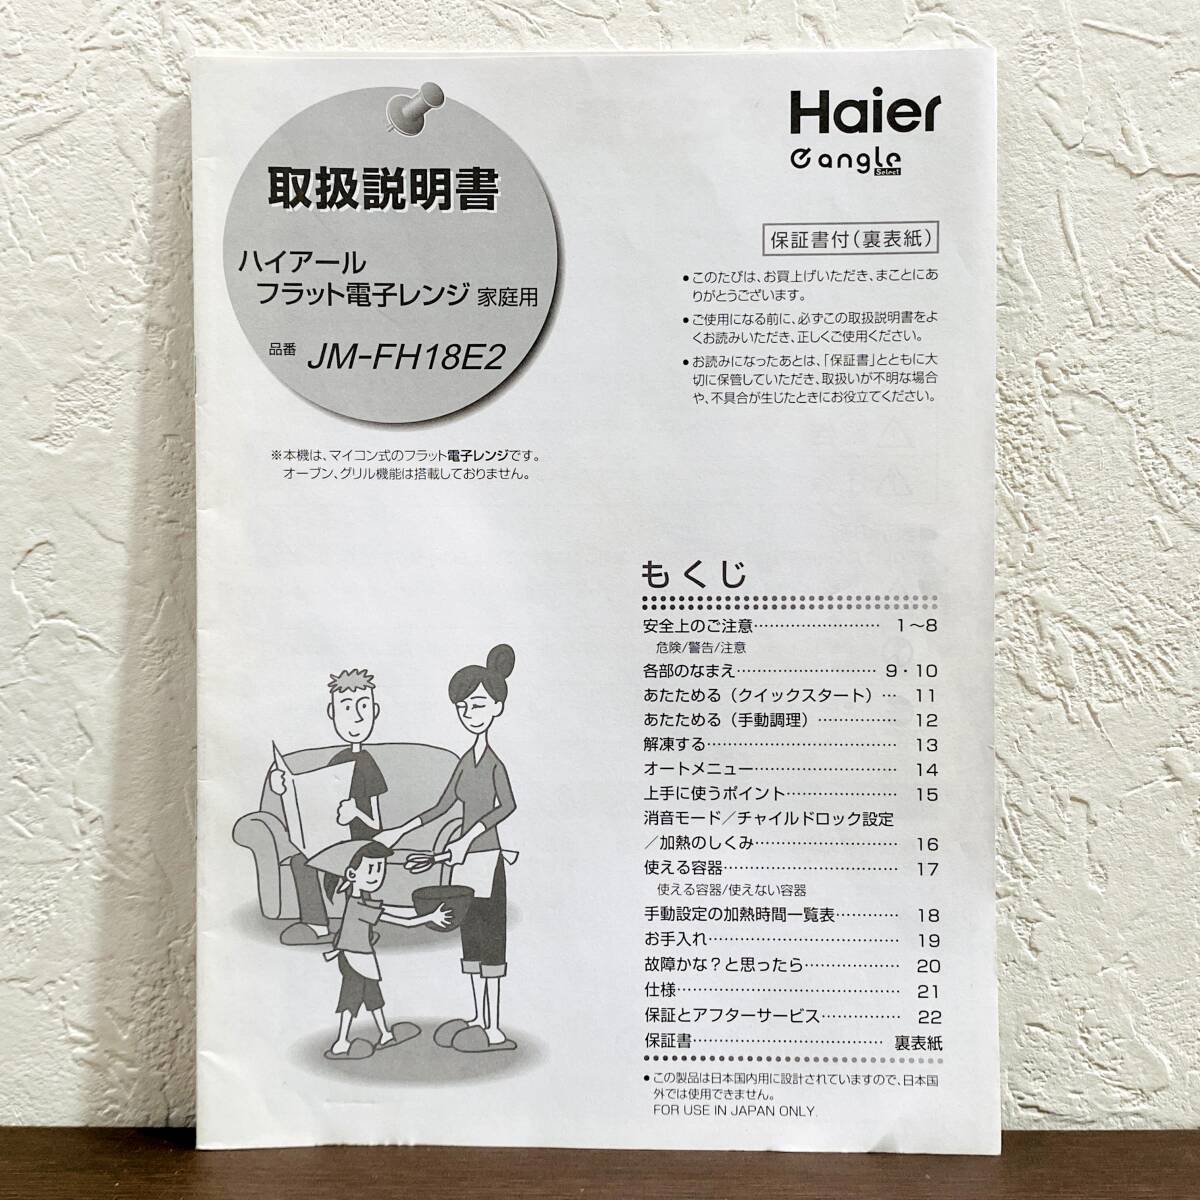 取扱説明書
ハイアール
フラット電子レンジ 家庭用
品番 JM-FH18E2
※本機は、マイコン式のフラット電子レンジです。
オーブン、グリル機能は搭載しておりません。
Haier
angle
Select
保証書付（裏表紙）
●このたびは、お買上げいただき、まことにあ
りがとうございます。
●ご使用になる前に、必ずこの取扱説明書をよ
くお読みいただき、正しくご使用ください。
●お読みになったあとは、「保証書」とともに大
切に保管していただき、取扱いが不明な場合
や、不具合が生じたときにお役立てください。
もくじ
安全上のご注意…………………… 1〜8
危険/警告/注意
各部のなまえ……………………… 9・10
あたためる（クイックスタート）… 11
あたためる（手動調理）…………… 12
解凍する……………………………… 13
オートメニュー……………………… 14
上手に使うポイント………………… 15
消音モード／チャイルドロック設定
／加熱のしくみ……………………… 16
使える容器…………………………… 17
使える容器/使えない容器
手動設定の加熱時間一覧表………… 18
お手入れ……………………………… 19
故障かな？と思ったら……………… 20
仕様…………………………………… 21
保証とアフターサービス…………… 22
保証書……………………………… 裏表紙
●この製品は日本国内用に設計されていますので、日本国
外では使用できません。
FOR USE IN JAPAN ONLY.